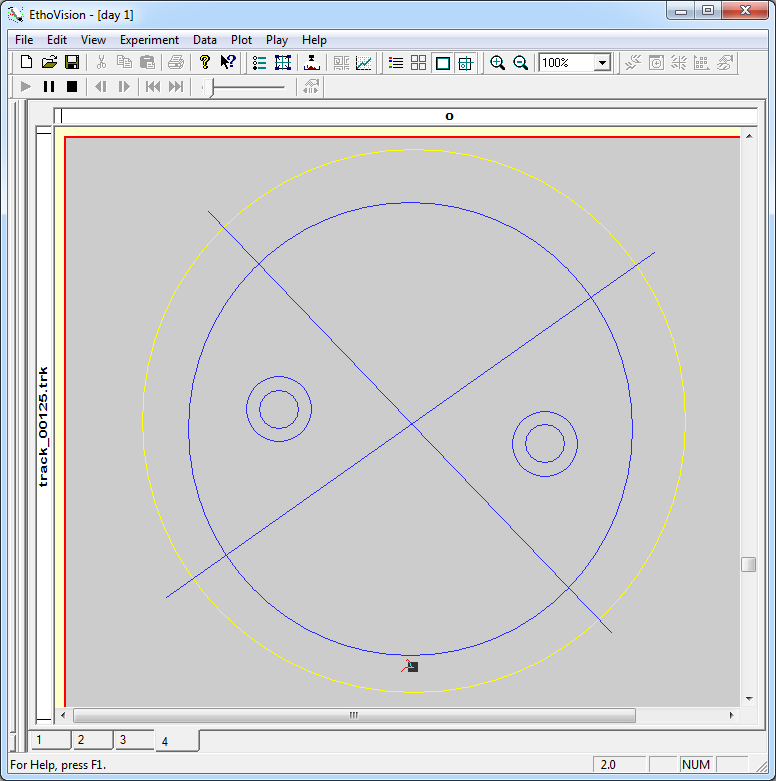 EthoVision - [day 1]
File Edit View Experiment Data Plot Play Help
100%
o
track_00125.trk
1 2 3 4
For Help, press F1. 2.0 NUM